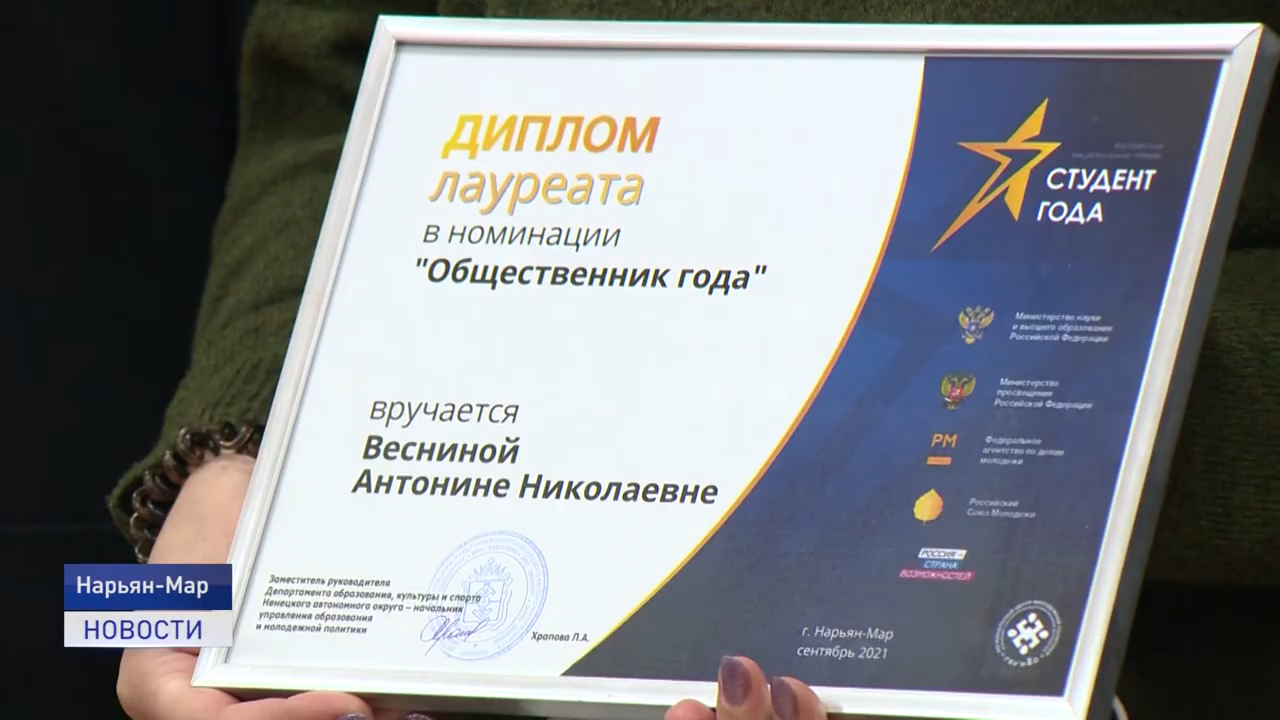 ДИПЛОМ
лауреата
в номинации
"Общественник года"
вручается
Весниной
Антонине Николаевне
Заместитель руководителя
Департамента образования, культуры и спорта
Ненецкого автономного округа – начальник
управления образования
и молодежной политики
Храпова Л.А.
СТУДЕНТ
ГОДА
Министерство науки
и высшего образования
Российской Федерации
Министерство
просвещения
Российской Федерации
РМ
Федеральное
агентство по делам
молодежи
Российский
Союз Молодежи
РОССИЯ –
СТРАНА
ВОЗМОЖНОСТЕЙ
г. Нарьян-Мар
сентябрь 2021
Нарьян-Мар
НОВОСТИ